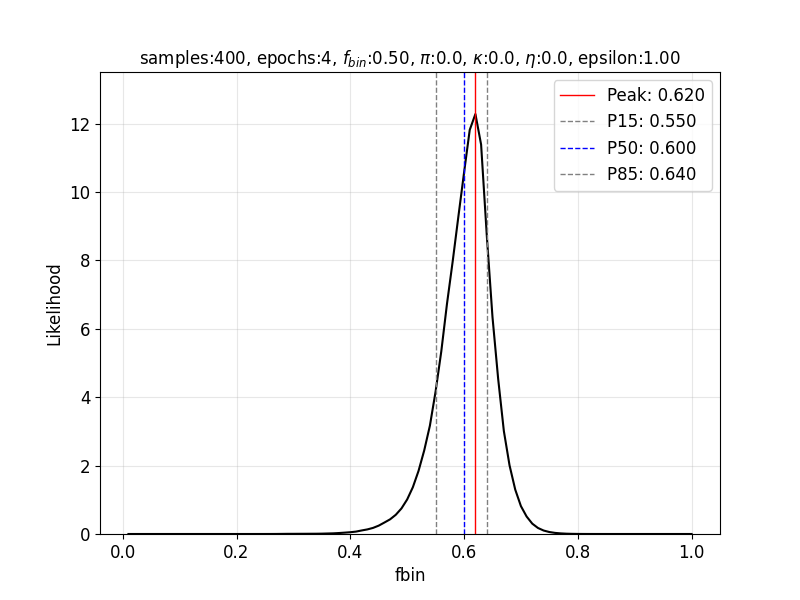 samples:400, epochs:4, f_bin:0.50, π:0.0, κ:0.0, η:0.0, epsilon:1.00
Peak: 0.620
P15: 0.550
P50: 0.600
P85: 0.640
12
10
8
6
4
2
0
Likelihood
0.0 0.2 0.4 0.6 0.8 1.0
fbin